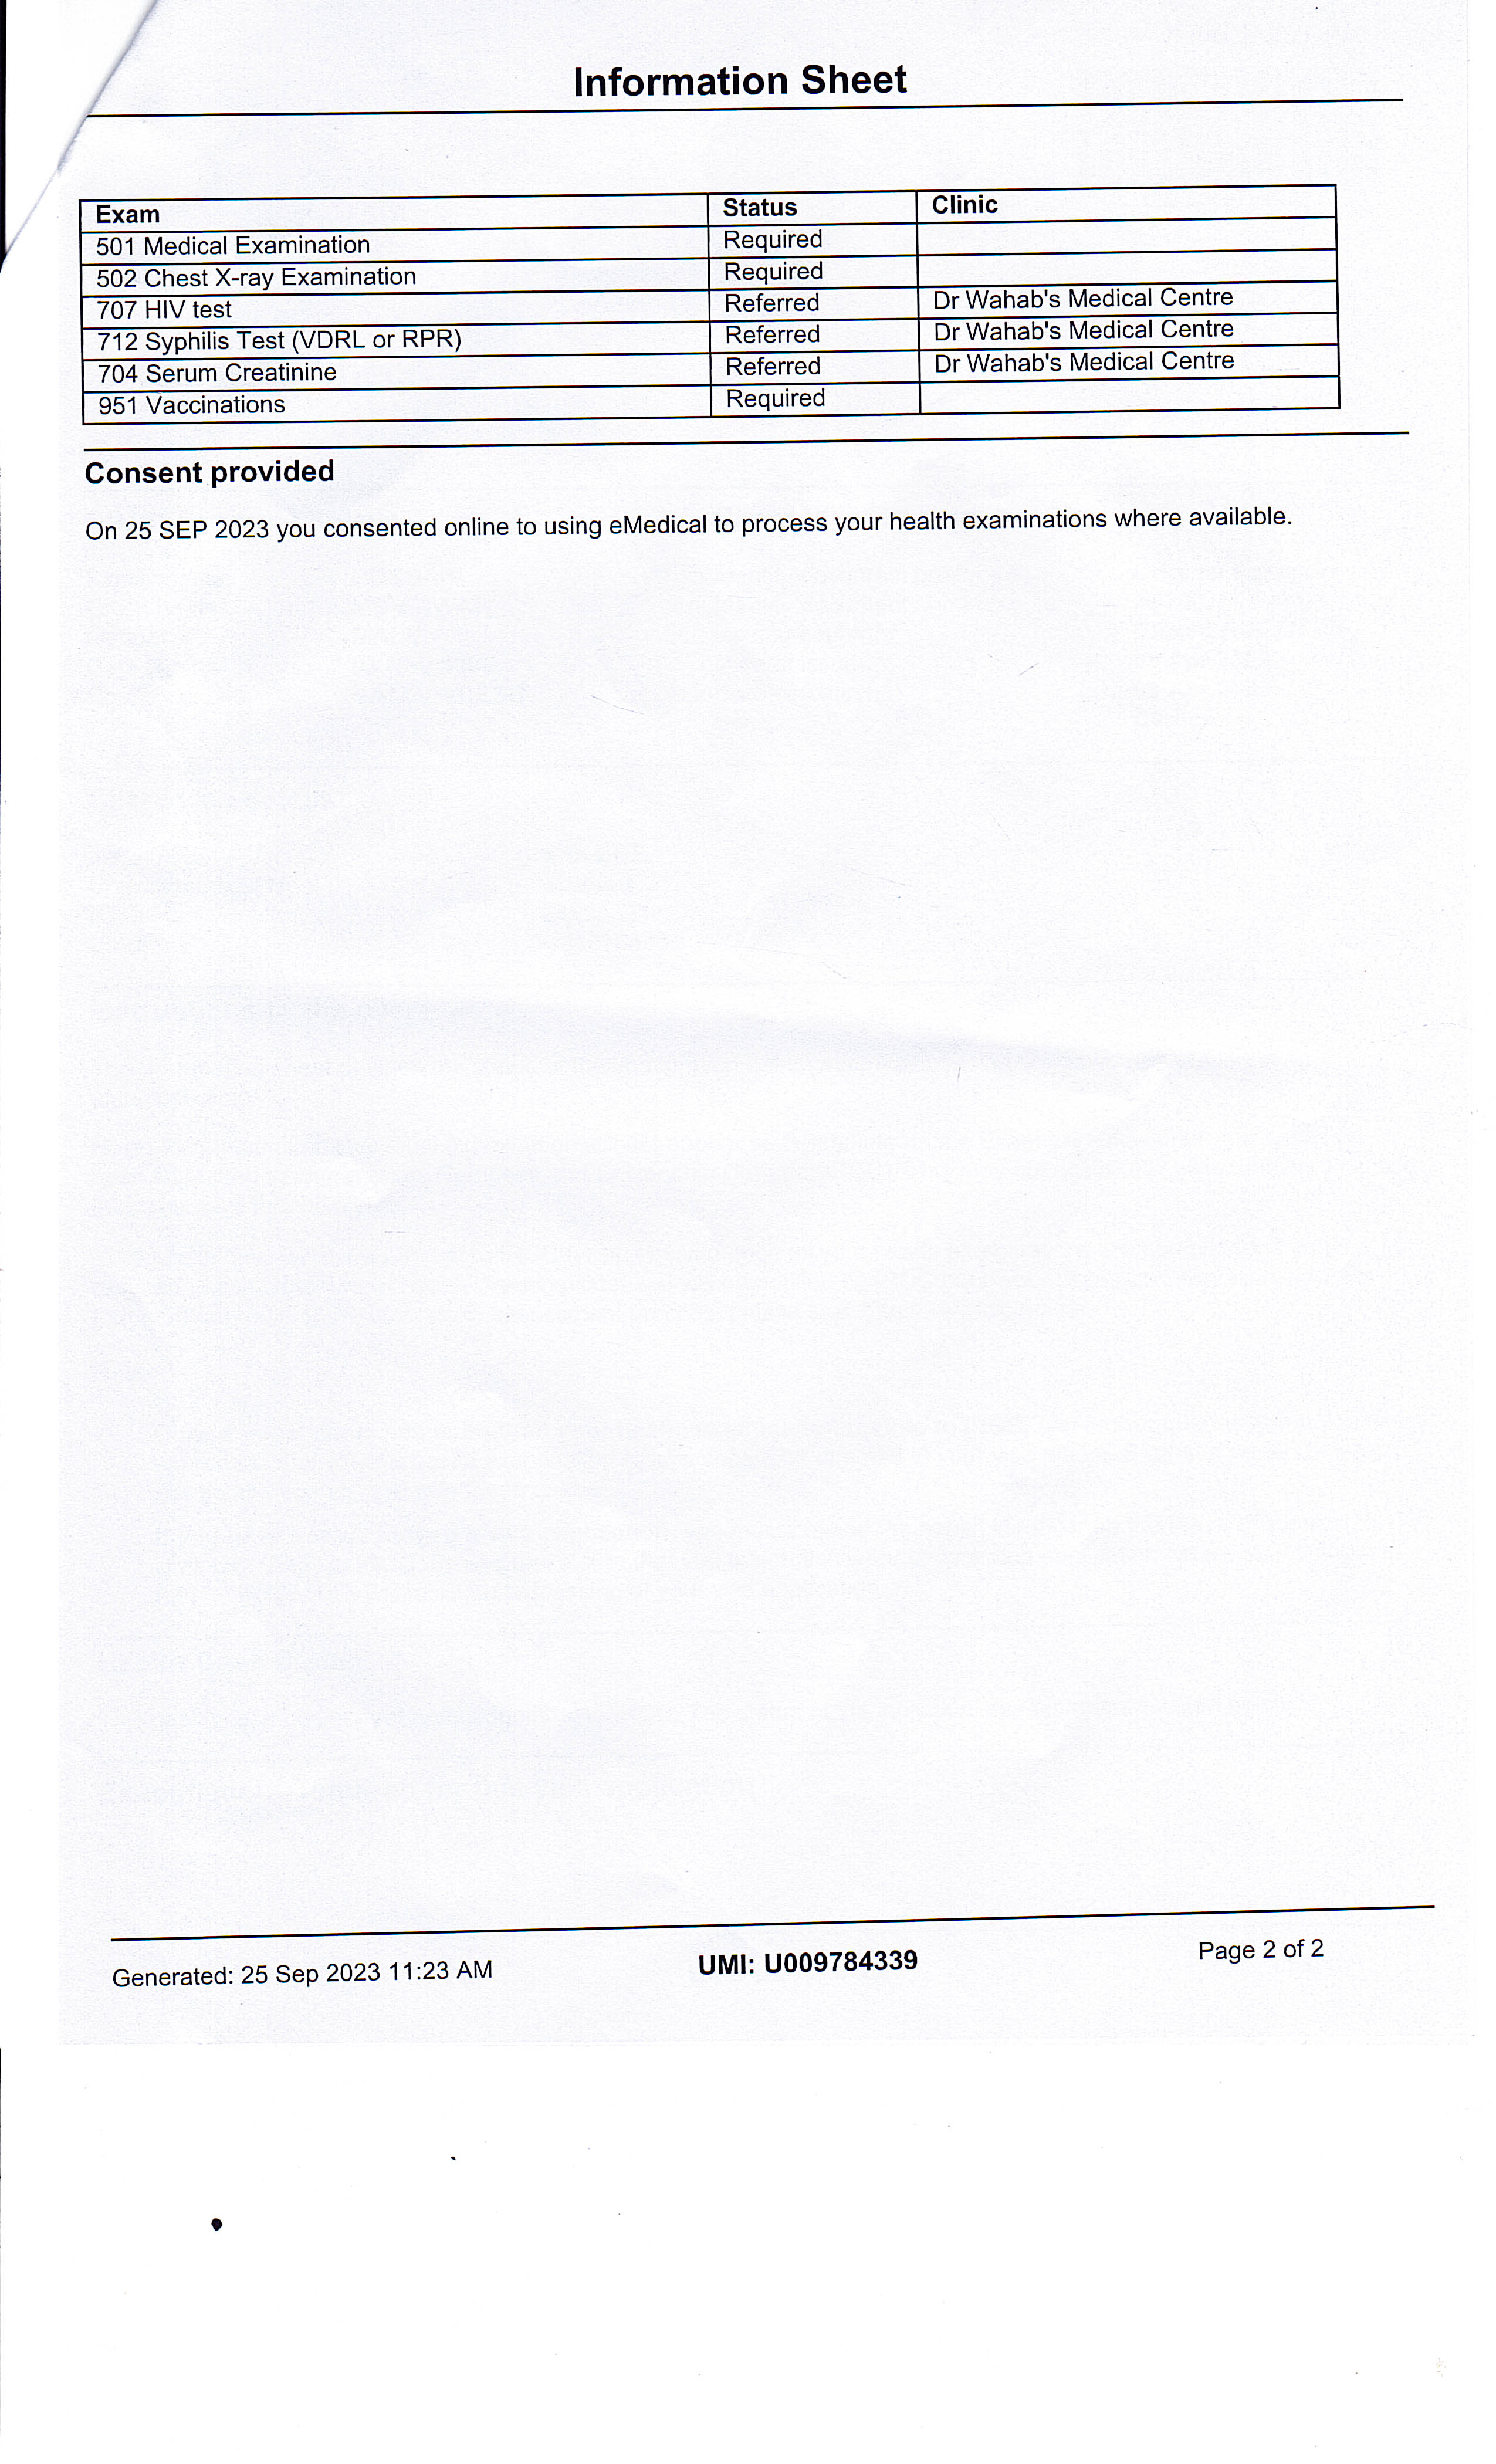 Information Sheet
Exam Status Clinic
501 Medical Examination Required
502 Chest X-ray Examination Required
707 HIV test Referred Dr Wahab's Medical Centre
712 Syphilis Test (VDRL or RPR) Referred Dr Wahab's Medical Centre
704 Serum Creatinine Referred Dr Wahab's Medical Centre
951 Vaccinations Required
Consent provided
On 25 SEP 2023 you consented online to using eMedical to process your health examinations where available.
Generated: 25 Sep 2023 11:23 AM UMI: U009784339 Page 2 of 2